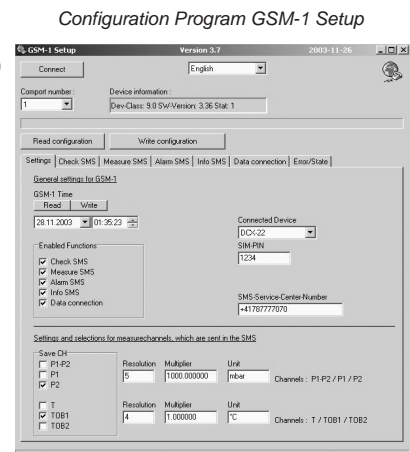 Configuration Program GSM-1 Setup
GSM-1 Setup Version 3.7 2003-11-26
Connect English
Comport number : Device information :
1 Dev-Class: 9.0 SW-Version: 3.36 Stat: 1
Read configuration Write configuration
Settings Check SMS Measure SMS Alarm SMS Info SMS Data connection Error/State
General settings for GSM-1
GSM-1 Time
Read Write
28.11.2003 01:35:23
Connected Device
DCX-22
SIM-PIN
1234
Enabled Functions
Check SMS
Measure SMS
Alarm SMS
Info SMS
Data connection
SMS-Service-Center-Number
+41787777070
Settings and selections for measurechannels, which are sent in the SMS
Save CH
P1-P2
P1
P2
Resolution Multiplier Unit
5 1000.000000 mbar Channels : P1-P2 / P1 / P2
T
TOB1
TOB2
Resolution Multiplier Unit
4 1.000000 °C Channels : T / TOB1 / TOB2